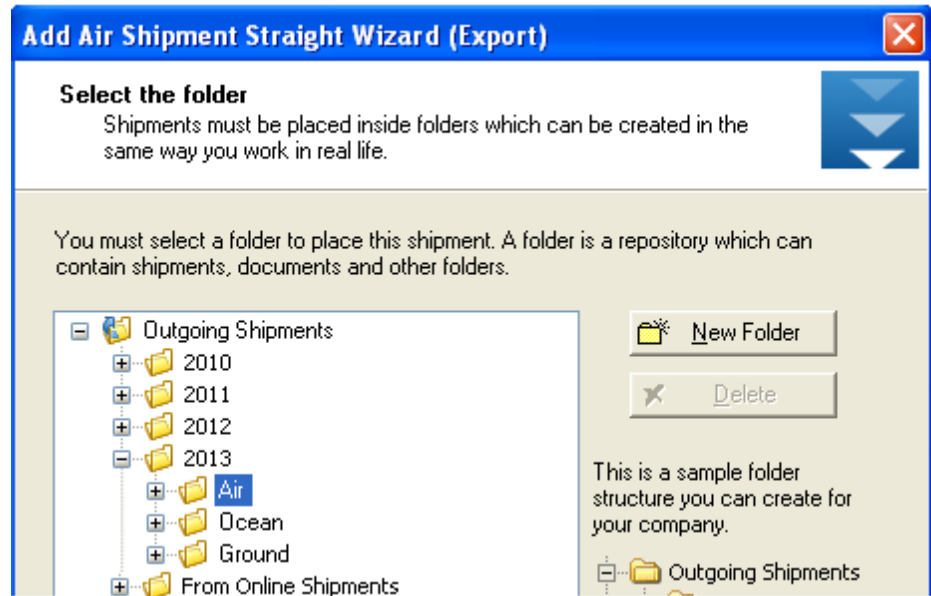 Add Air Shipment Straight Wizard (Export)
Select the folder
Shipments must be placed inside folders which can be created in the
same way you work in real life.
You must select a folder to place this shipment. A folder is a repository which can
contain shipments, documents and other folders.
Outgoing Shipments
2010
2011
2012
2013
Air
Ocean
Ground
From Online Shipments
New Folder
Delete
This is a sample folder
structure you can create for
your company.
Outgoing Shipments